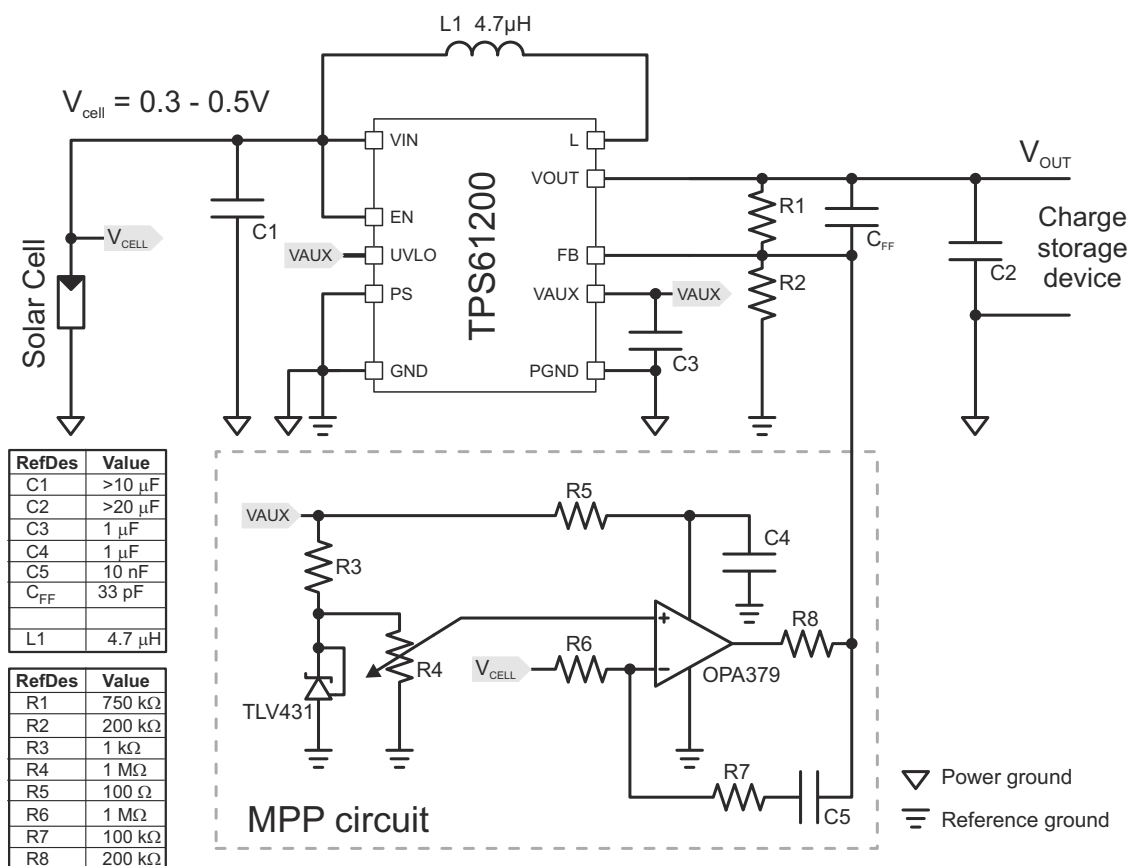 L1 4.7µH
V_cell = 0.3 - 0.5V
VIN
L
VOUT
V_OUT
R1
EN
C1
C_FF
V_CELL
Charge
storage
device
VAUX
UVLO
FB
C2
Solar Cell
TPS61200
R2
PS
VAUX
VAUX
C3
GND
PGND
RefDes Value
C1 >10 µF
C2 >20 µF
C3 1 µF
C4 1 µF
C5 10 nF
C_FF 33 pF
L1 4.7 µH
RefDes Value
R1 750 kΩ
R2 200 kΩ
R3 1 kΩ
R4 1 MΩ
R5 100 Ω
R6 1 MΩ
R7 100 kΩ
R8 200 kΩ
R5
VAUX
C4
R3
+
R8
R6
R4
V_CELL
−
OPA379
TLV431
R7
C5
MPP circuit
Power ground
Reference ground